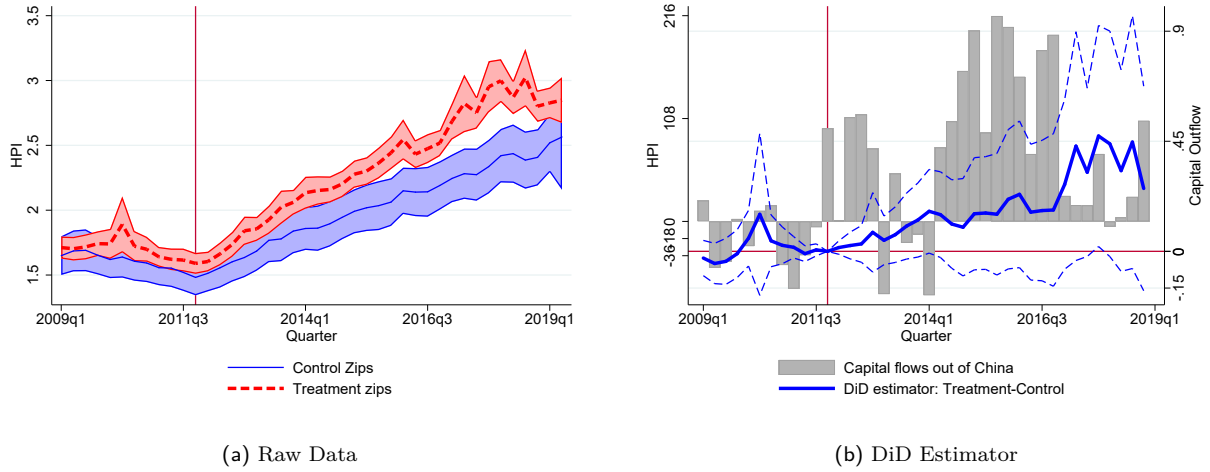 3.5
3
2.5
2
1.5
HPI
2009q1
2011q3
2014q1
2016q3
2019q1
Quarter
Control Zips
Treatment zips
(a) Raw Data
216
108
-36180
HPI
.9
.45
0
-.15
Capital Outflow
2009q1
2011q3
2014q1
2016q3
2019q1
Quarter
Capital flows out of China
DiD estimator: Treatment-Control
(b) DiD Estimator